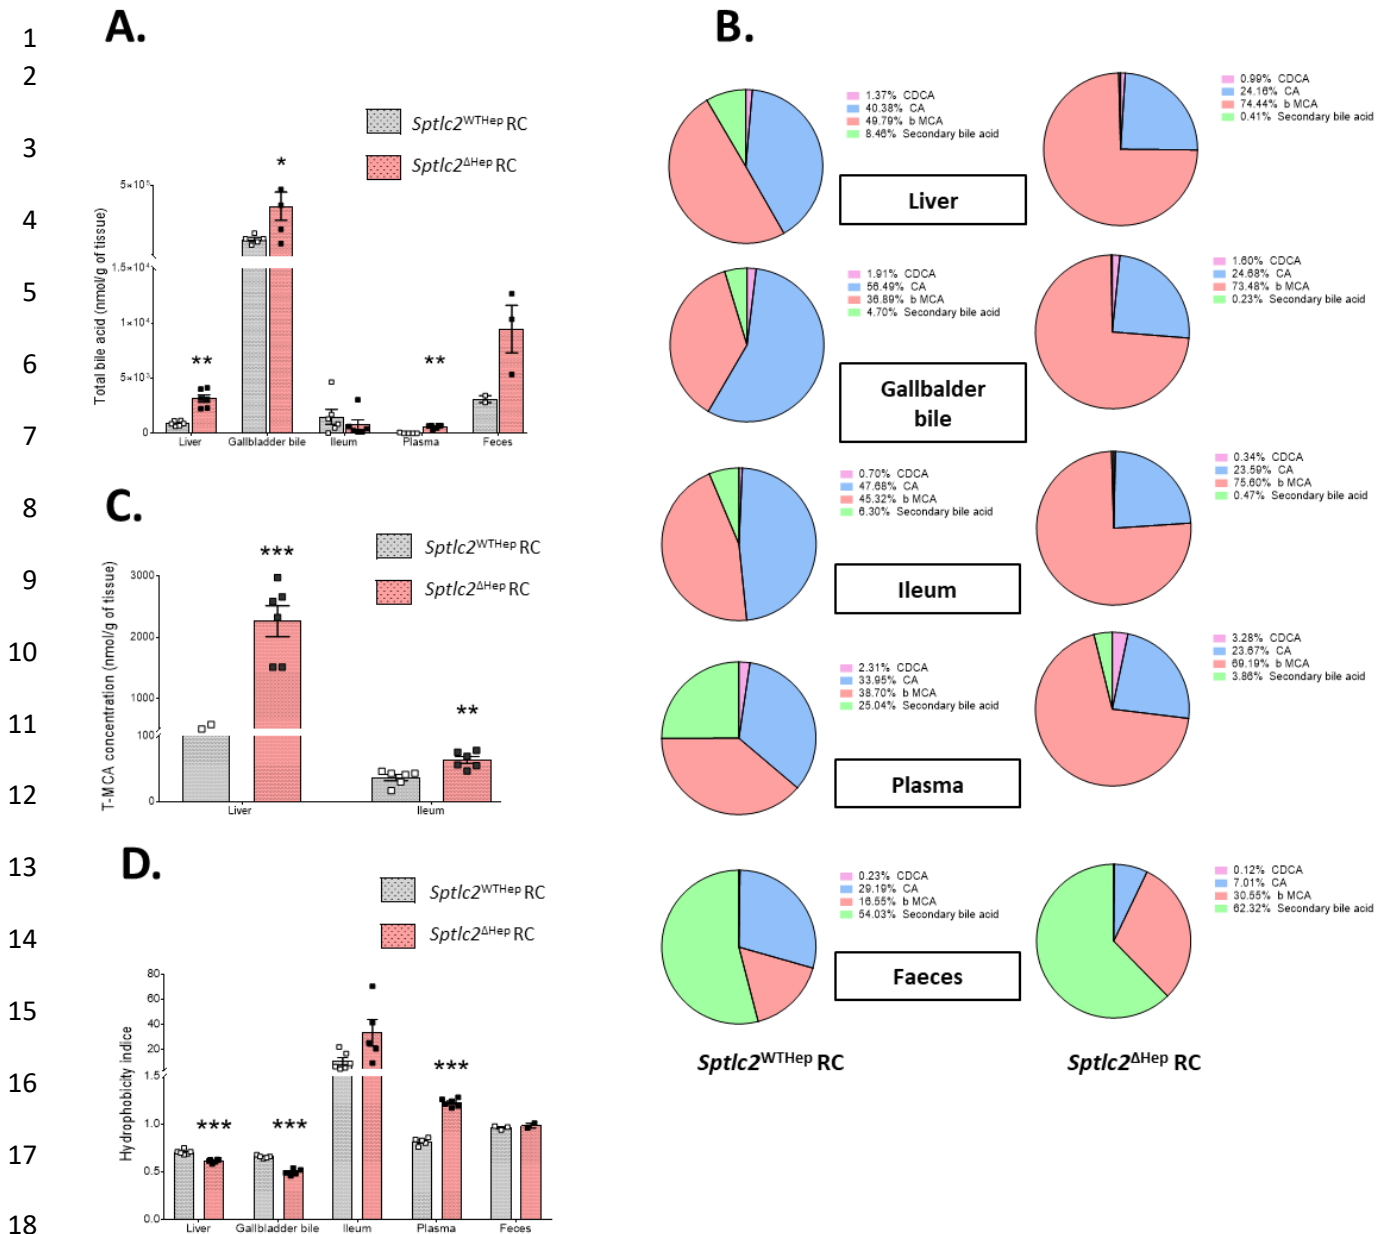 1
2
3
4
5
6
7
8
9
10
11
12
13
14
15
16
17
18
A.
Sptlc2WTHep RC
Sptlc2ΔHep RC
Total bile acid (nmol/g of tissue)
5×10⁵
1.5×10⁴
1×10⁴
5×10³
0
**
*
**
Liver Gallbladder bile Ileum Plasma Feces
B.
1.37% CDCA
40.38% CA
49.79% b MCA
8.46% Secondary bile acid
Liver
0.99% CDCA
24.16% CA
74.44% b MCA
0.41% Secondary bile acid
1.91% CDCA
56.49% CA
36.89% b MCA
4.70% Secondary bile acid
Gallbalder
bile
1.60% CDCA
24.68% CA
73.48% b MCA
0.23% Secondary bile acid
0.70% CDCA
47.68% CA
45.32% b MCA
6.30% Secondary bile acid
Ileum
0.34% CDCA
23.59% CA
75.60% b MCA
0.47% Secondary bile acid
2.31% CDCA
33.95% CA
38.70% b MCA
25.04% Secondary bile acid
Plasma
3.28% CDCA
23.67% CA
69.19% b MCA
3.86% Secondary bile acid
0.23% CDCA
29.19% CA
16.55% b MCA
54.03% Secondary bile acid
Faeces
0.12% CDCA
7.01% CA
30.55% b MCA
62.32% Secondary bile acid
Sptlc2WTHep RC
Sptlc2ΔHep RC
C.
Sptlc2WTHep RC
Sptlc2ΔHep RC
T-MCA concentration (nmol/g of tissue)
3000
2000
1000
100
0
***
**
Liver Ileum
D.
Sptlc2WTHep RC
Sptlc2ΔHep RC
Hydrophobicity indice
80
60
40
20
1.5
1.0
0.5
0.0
***
***
***
Liver Gallbladder bile Ileum Plasma Feces